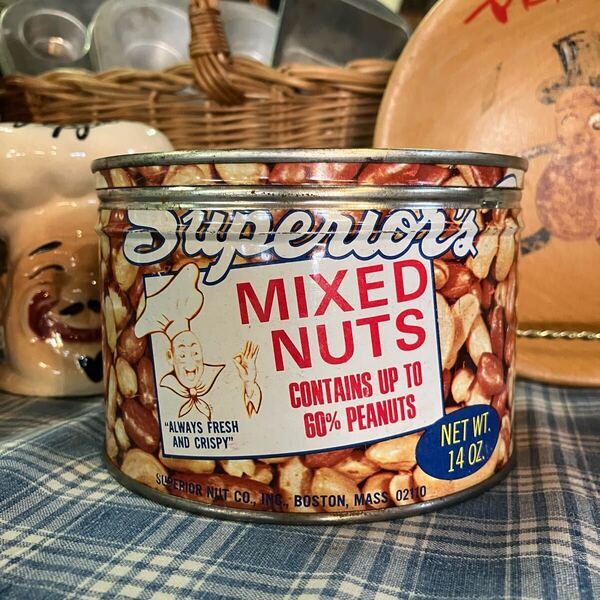 Superior's
MIXED
NUTS
CONTAINS UP TO
60% PEANUTS
"ALWAYS FRESH
AND CRISPY"
NET WT.
14 OZ.
SUPERIOR NUT CO., INC., BOSTON, MASS. 02110